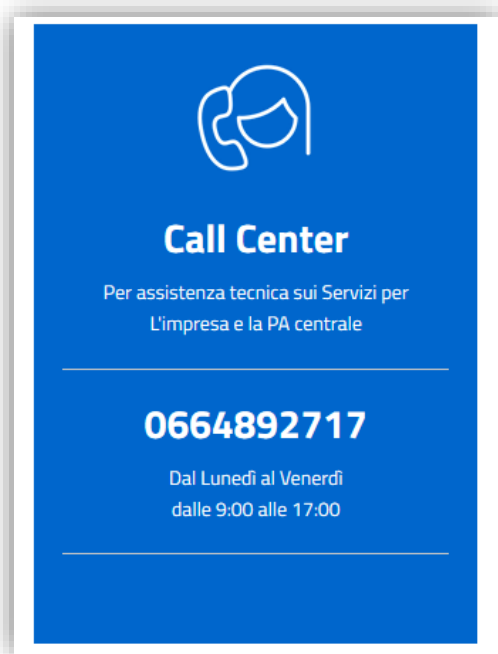 Call Center
Per assistenza tecnica sui Servizi per
L'impresa e la PA centrale
0664892717
Dal Lunedì al Venerdì
dalle 9:00 alle 17:00